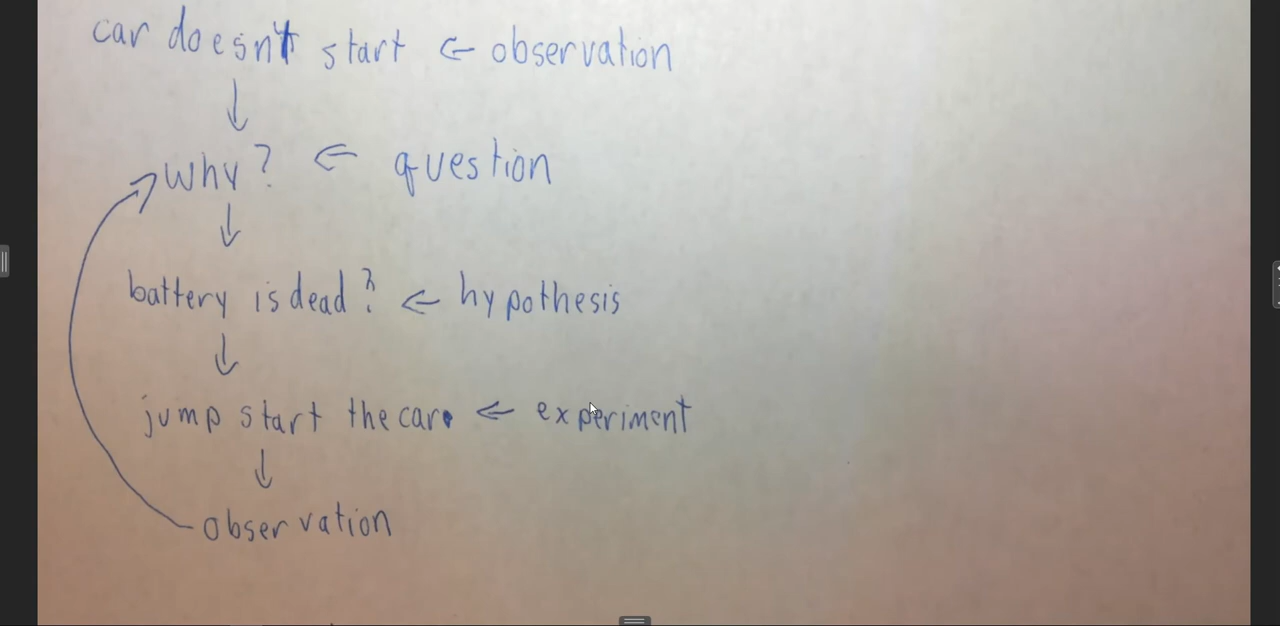 car doesn't start ← observation
↓
why? ← question
↓
battery is dead? ← hypothesis
↓
jump start the car. ← experiment
↓
observation